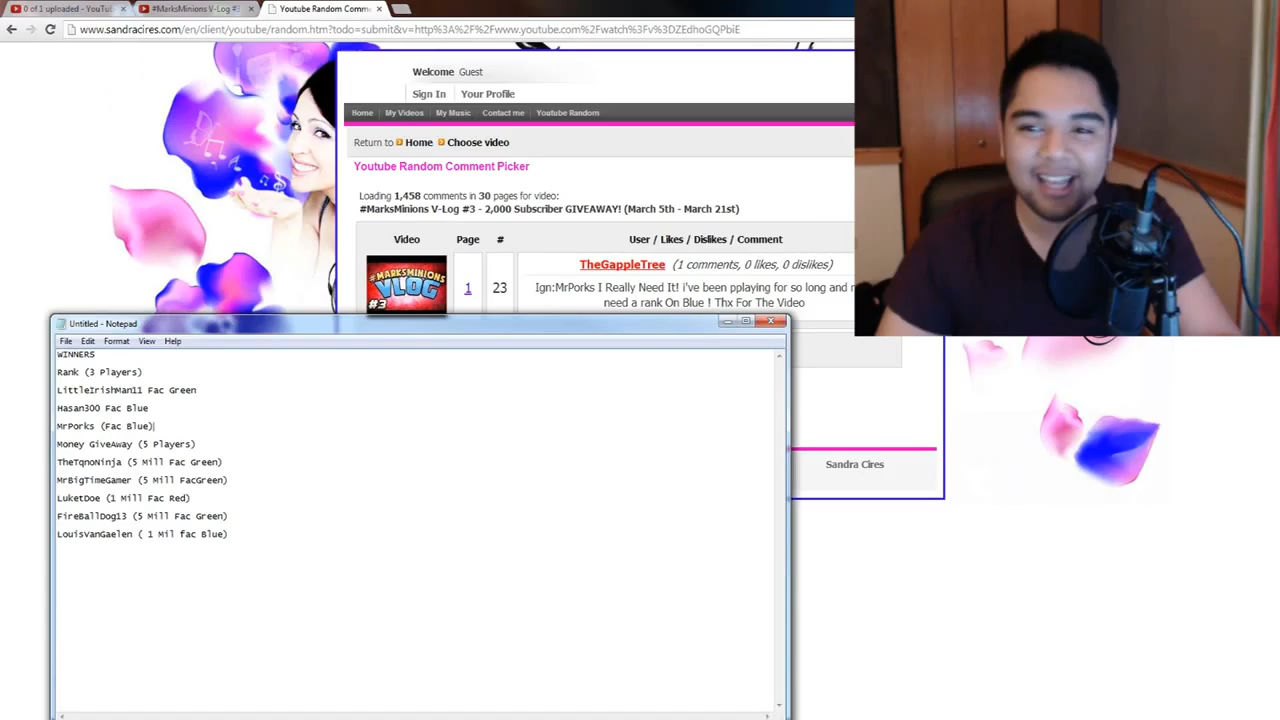 0 of 1 uploaded - YouTu
#MarksMinions V-Log #3
Youtube Random Comme
www.sandracires.com/en/client/youtube/random.htm?todo=submit&v=http%3A%2F%2Fwww.youtube.com%2Fwatch%3Fv%3DZEdhoGQPbiE
Welcome Guest
Sign In Your Profile
Home My Videos My Music Contact me Youtube Random
Return to Home Choose video
Youtube Random Comment Picker
Loading 1,458 comments in 30 pages for video:
#MarksMinions V-Log #3 - 2,000 Subscriber GIVEAWAY! (March 5th - March 21st)
Video Page # User / Likes / Dislikes / Comment
TheGappleTree (1 comments, 0 likes, 0 dislikes)
#MARKSMINIONS
VLOG
#3
1 23
Ign:MrPorks I Really Need It! i've been pplaying for so long and
need a rank On Blue ! Thx For The Video
Untitled - Notepad
File Edit Format View Help
WINNERS
Rank (3 Players)
LittleIrishMan11 Fac Green
Hasan300 Fac Blue
MrPorks (Fac Blue)
Money GiveAway (5 Players)
TheTqnoNinja (5 Mill Fac Green)
MrBigTimeGamer (5 Mill FacGreen)
LuketDoe (1 Mill Fac Red)
FireBallDog13 (5 Mill Fac Green)
LouisVanGaelen ( 1 Mil fac Blue)
Sandra Cires